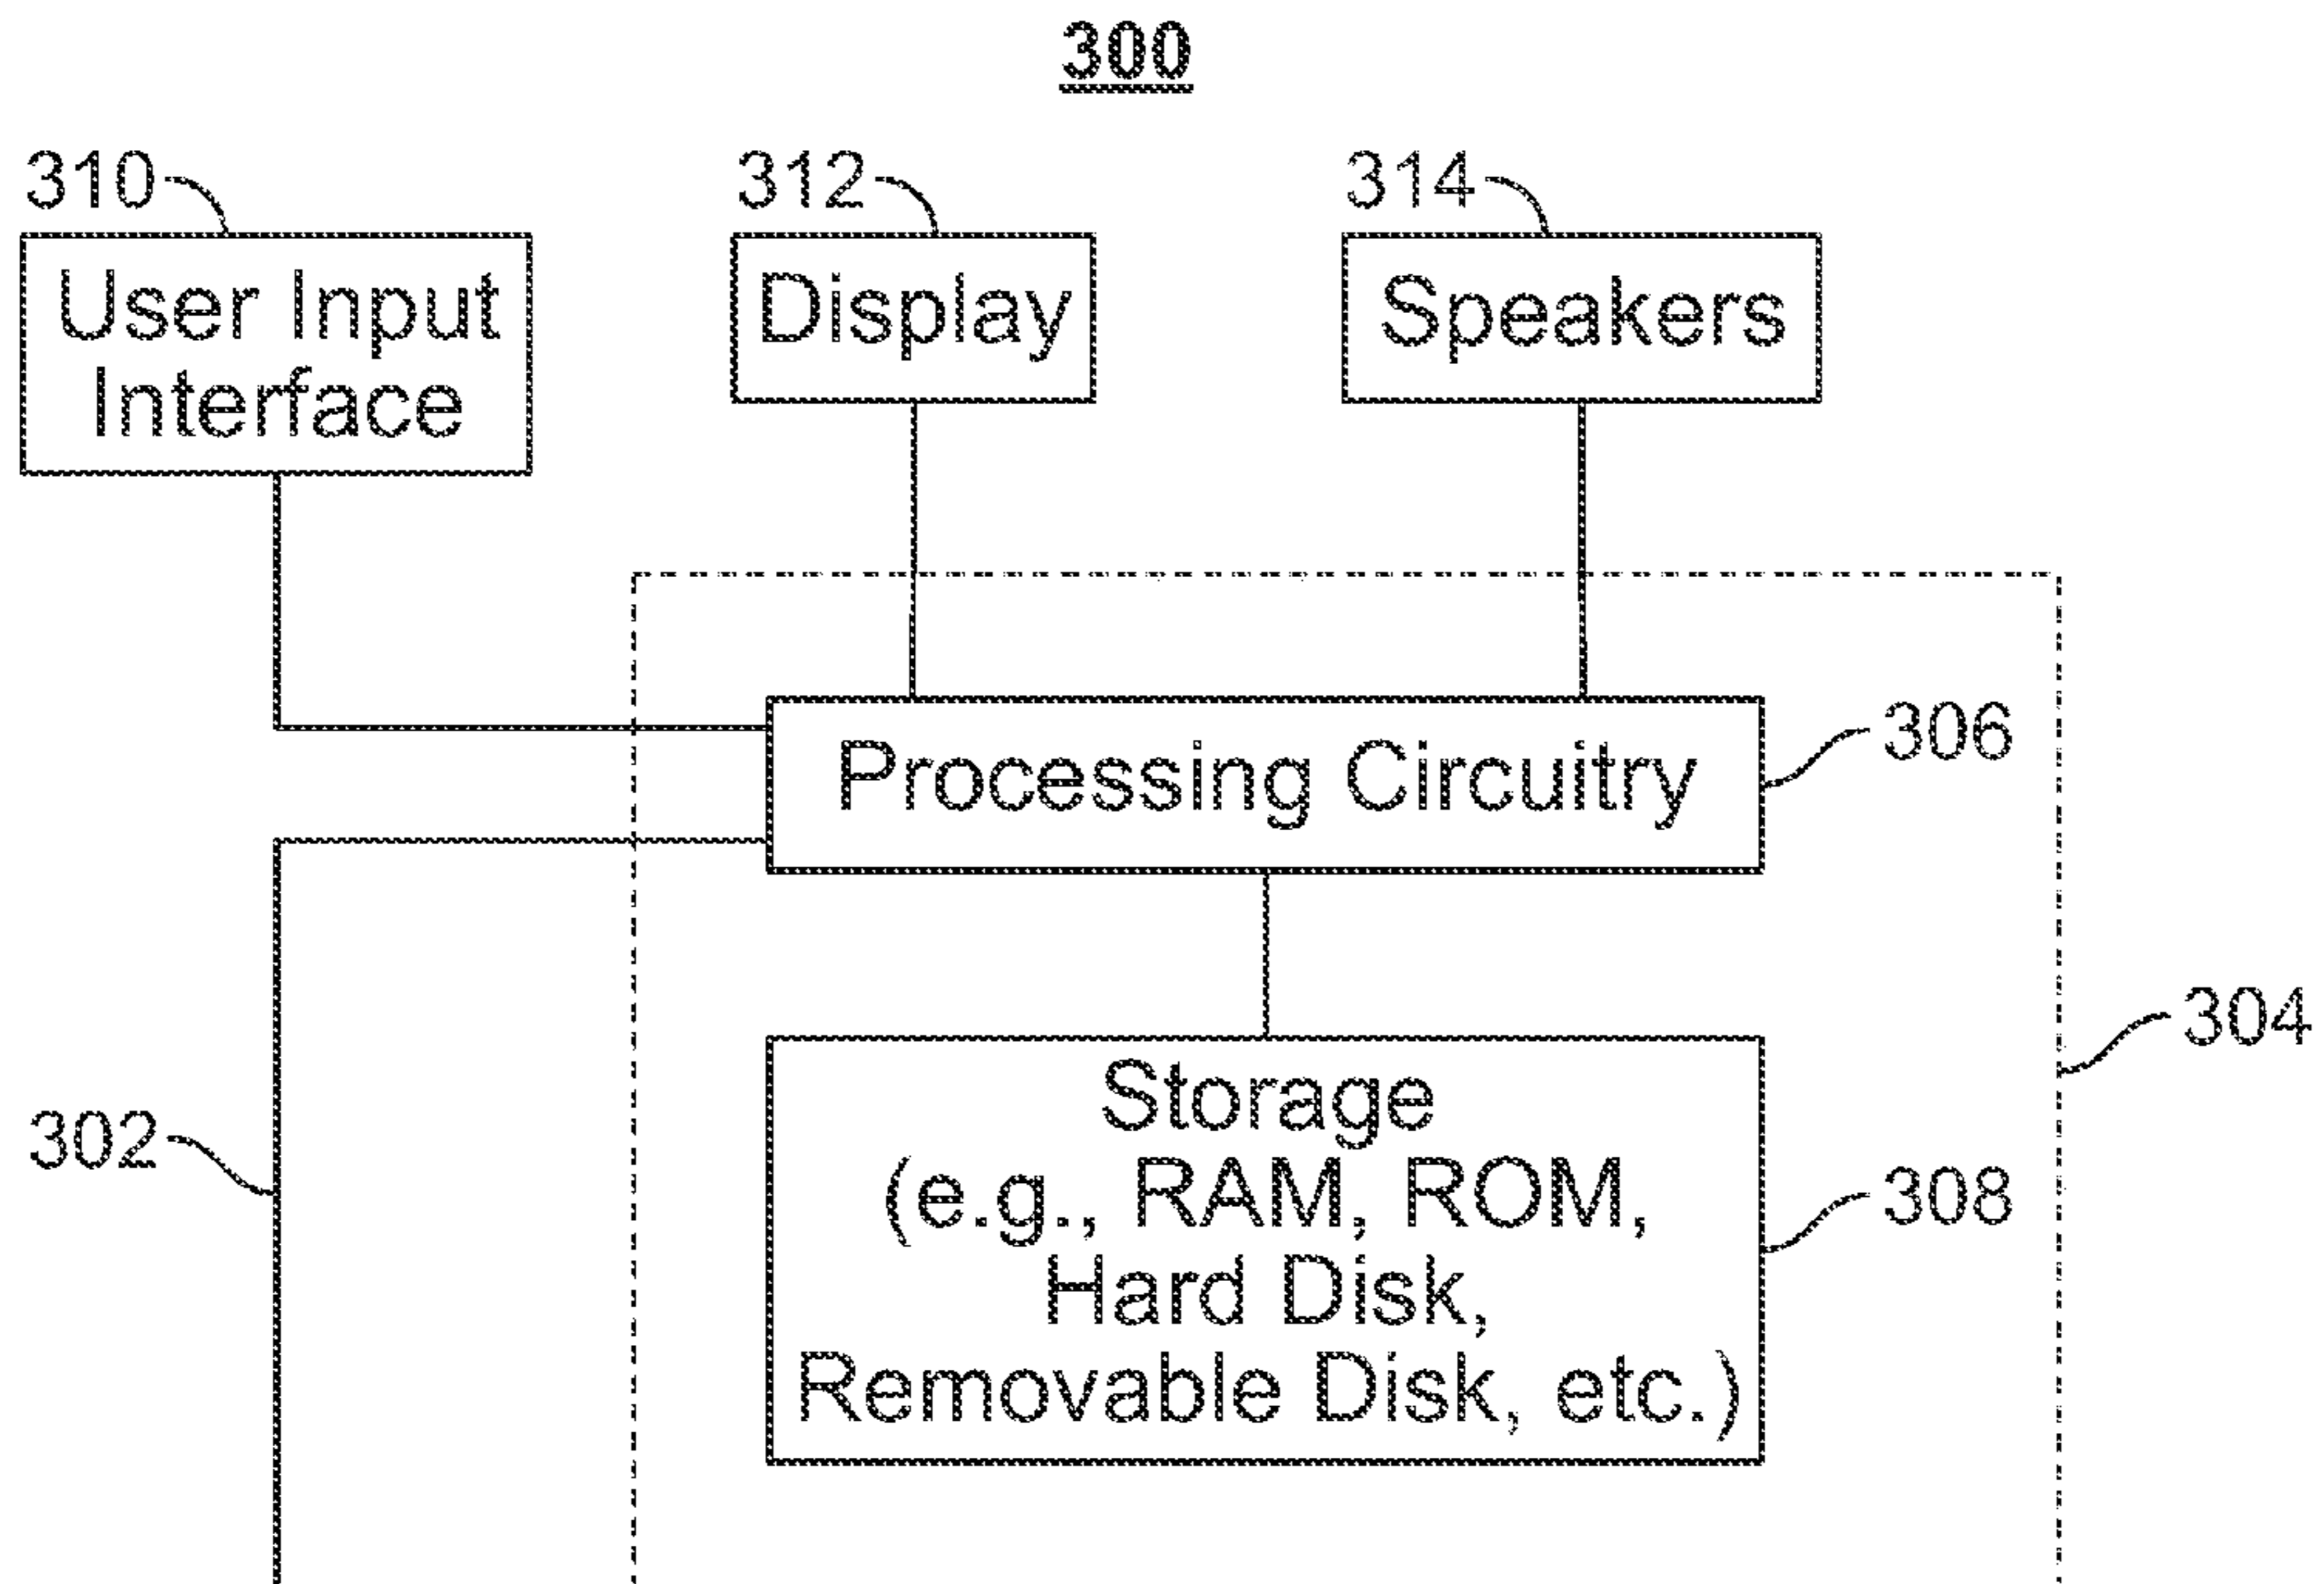 300
310
312
314
User Input
Interface
Display
Speakers
Processing Circuitry
306
304
302
Storage
(e.g., RAM, ROM,
Hard Disk,
Removable Disk, etc.)
308